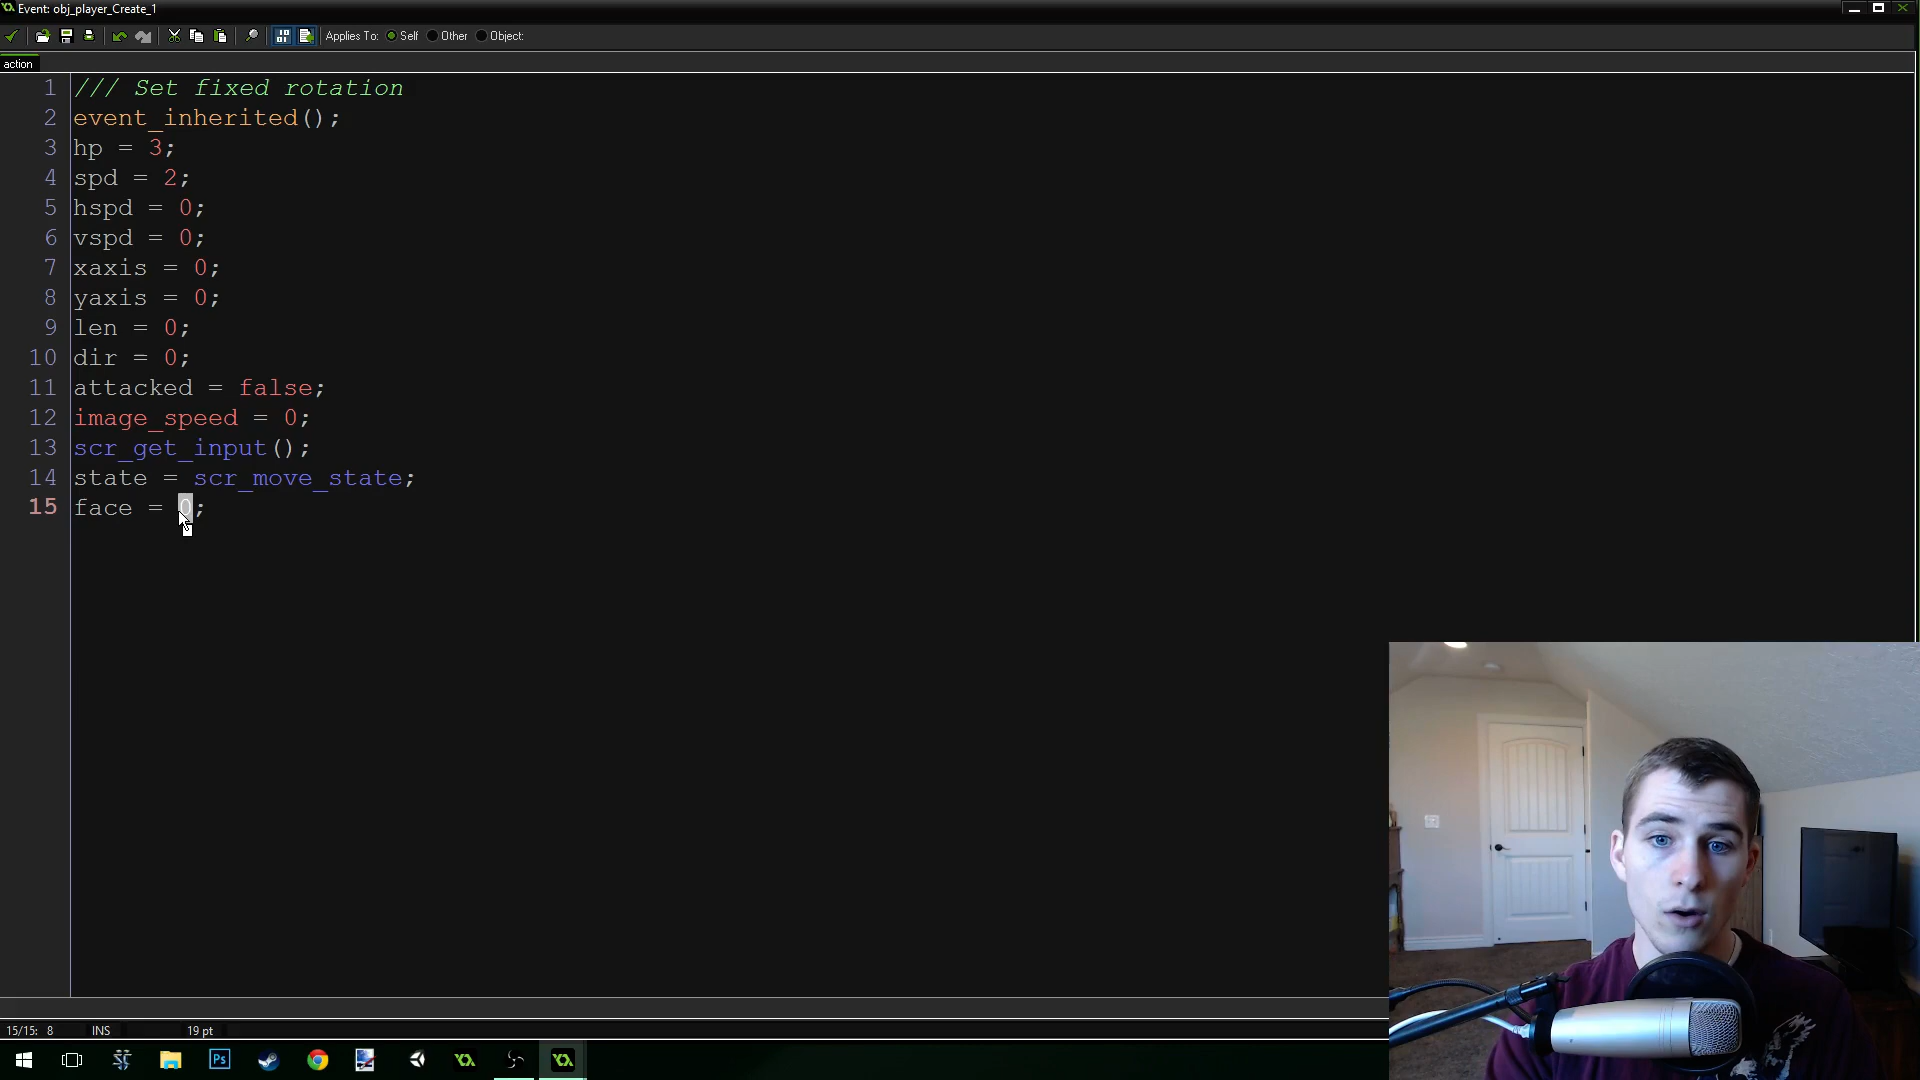 Event: obj_player_Create_1
Applies To: Self Other Object:
action
1 /// Set fixed rotation
2 event_inherited();
3 hp = 3;
4 spd = 2;
5 hspd = 0;
6 vspd = 0;
7 xaxis = 0;
8 yaxis = 0;
9 len = 0;
10 dir = 0;
11 attacked = false;
12 image_speed = 0;
13 scr_get_input();
14 state = scr_move_state;
15 face = 0;
15/15: 8 INS 19 pt
Ps